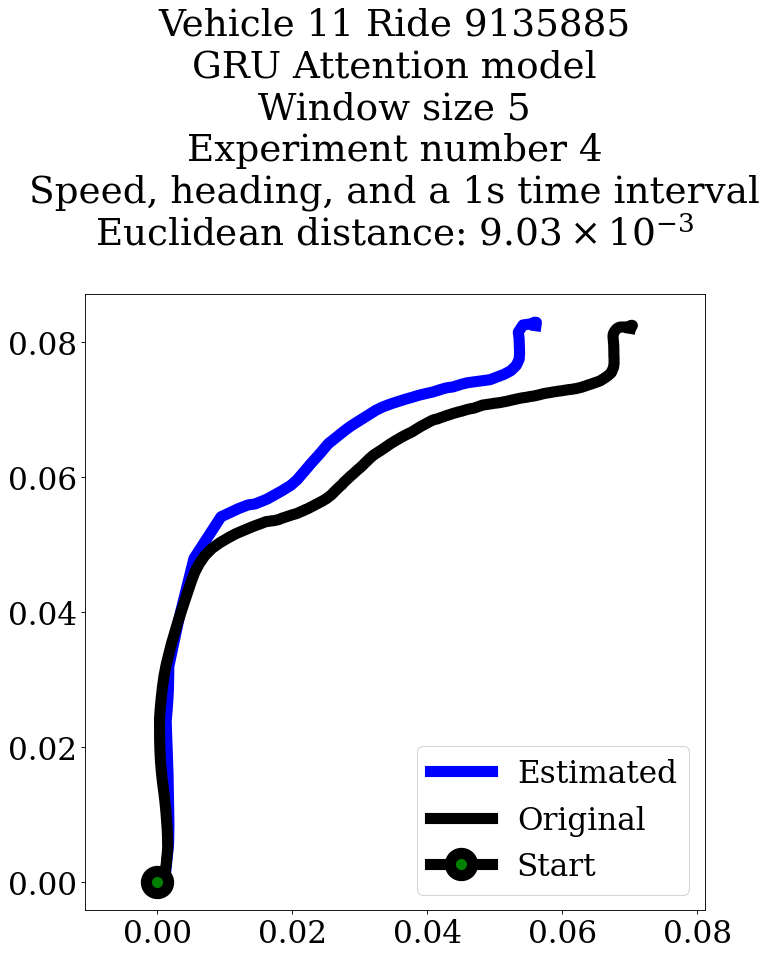 Vehicle 11 Ride 9135885
GRU Attention model
Window size 5
Experiment number 4
Speed, heading, and a 1s time interval
Euclidean distance: 9.03 × 10⁻³
0.08
0.06
0.04
0.02
0.00
Estimated
Original
Start
0.00 0.02 0.04 0.06 0.08